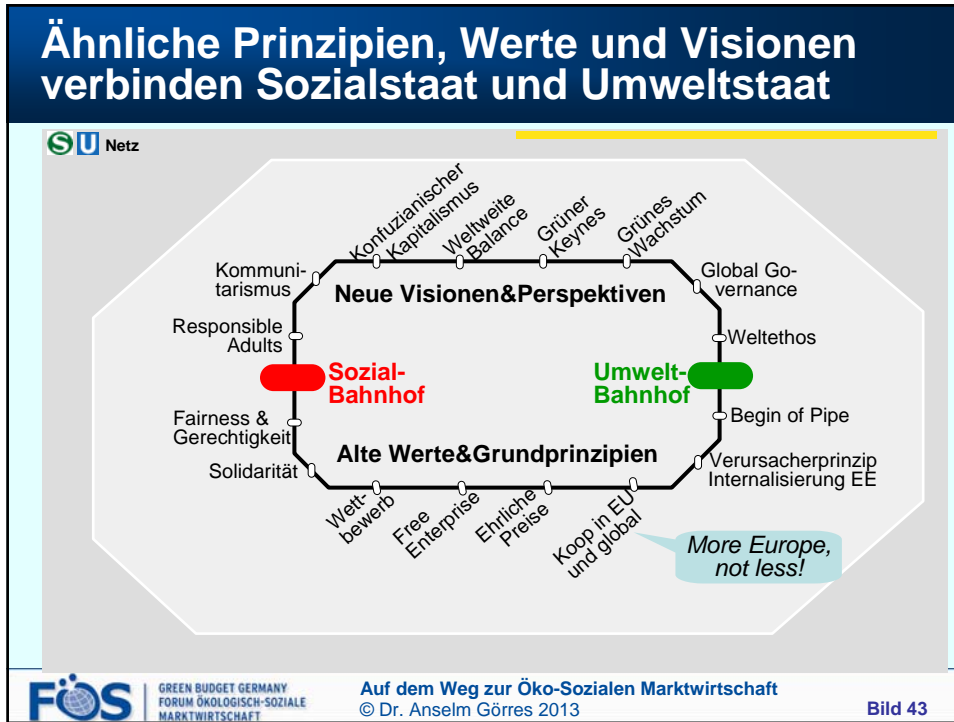 Ähnliche Prinzipien, Werte und Visionen
verbinden Sozialstaat und Umweltstaat
S U Netz
Konfuzianischer
Kapitalismus
Weltweite
Balance
Grüner
Keynes
Grünes
Wachstum
Kommuni-
tarismus
Global Go-
vernance
Neue Visionen&Perspektiven
Responsible
Adults
Weltethos
Sozial-
Bahnhof
Umwelt-
Bahnhof
Fairness &
Gerechtigkeit
Begin of Pipe
Alte Werte&Grundprinzipien
Solidarität
Verursacherprinzip
Internalisierung EE
Wett-
bewerb
Free
Enterprise
Ehrliche
Preise
Koop in EU
und global
More Europe,
not less!
FÖS
GREEN BUDGET GERMANY
FORUM ÖKOLOGISCH-SOZIALE
MARKTWIRTSCHAFT
Auf dem Weg zur Öko-Sozialen Marktwirtschaft
© Dr. Anselm Görres 2013
Bild 43